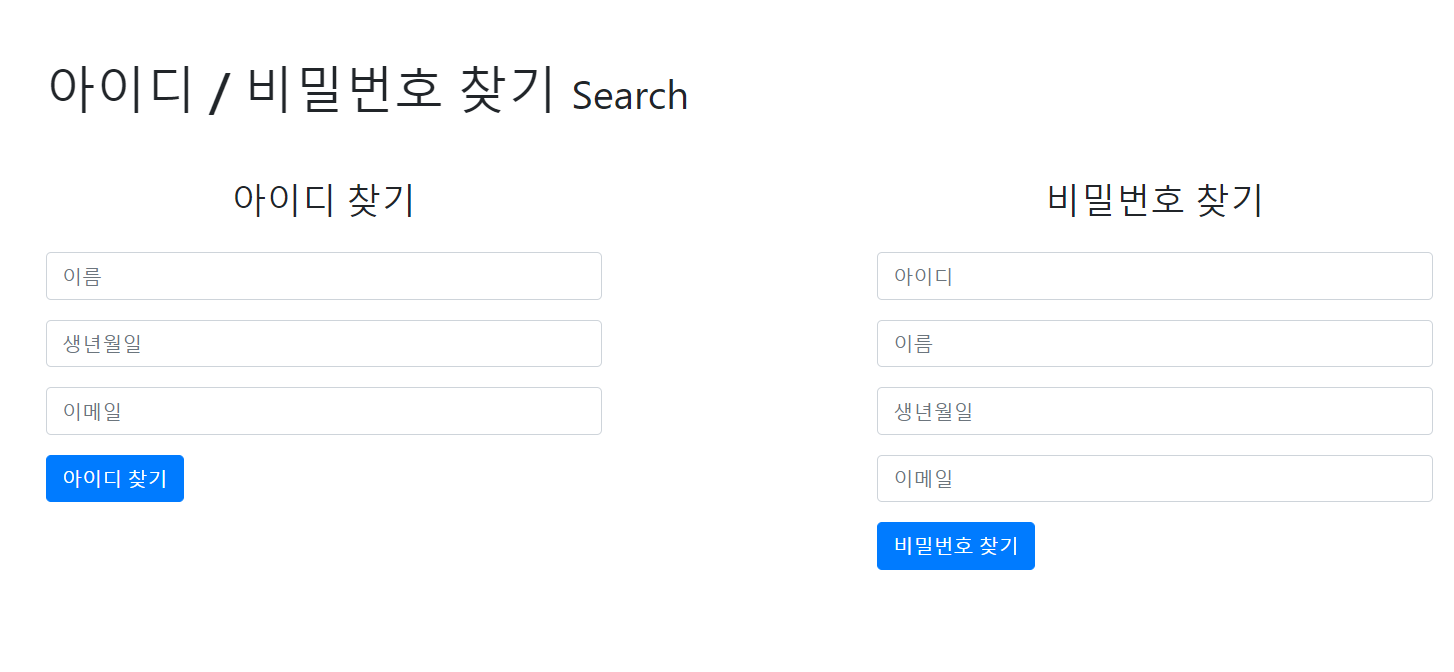 아이디 / 비밀번호 찾기 Search
아이디 찾기
이름
생년월일
이메일
아이디 찾기
비밀번호 찾기
아이디
이름
생년월일
이메일
비밀번호 찾기